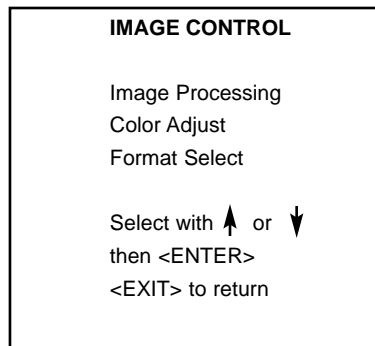 IMAGE CONTROL
Image Processing
Color Adjust
Format Select
Select with ↑ or ↓
then <ENTER>
<EXIT> to return